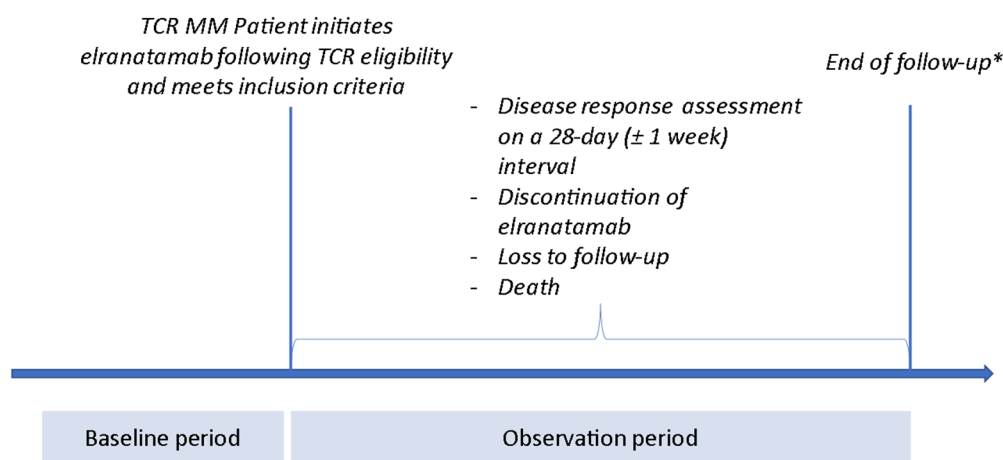 TCR MM Patient initiates
elranatamab following TCR eligibility
and meets inclusion criteria
End of follow-up*
- Disease response assessment
on a 28-day (± 1 week)
interval
- Discontinuation of
elranatamab
- Loss to follow-up
- Death
Baseline period
Observation period